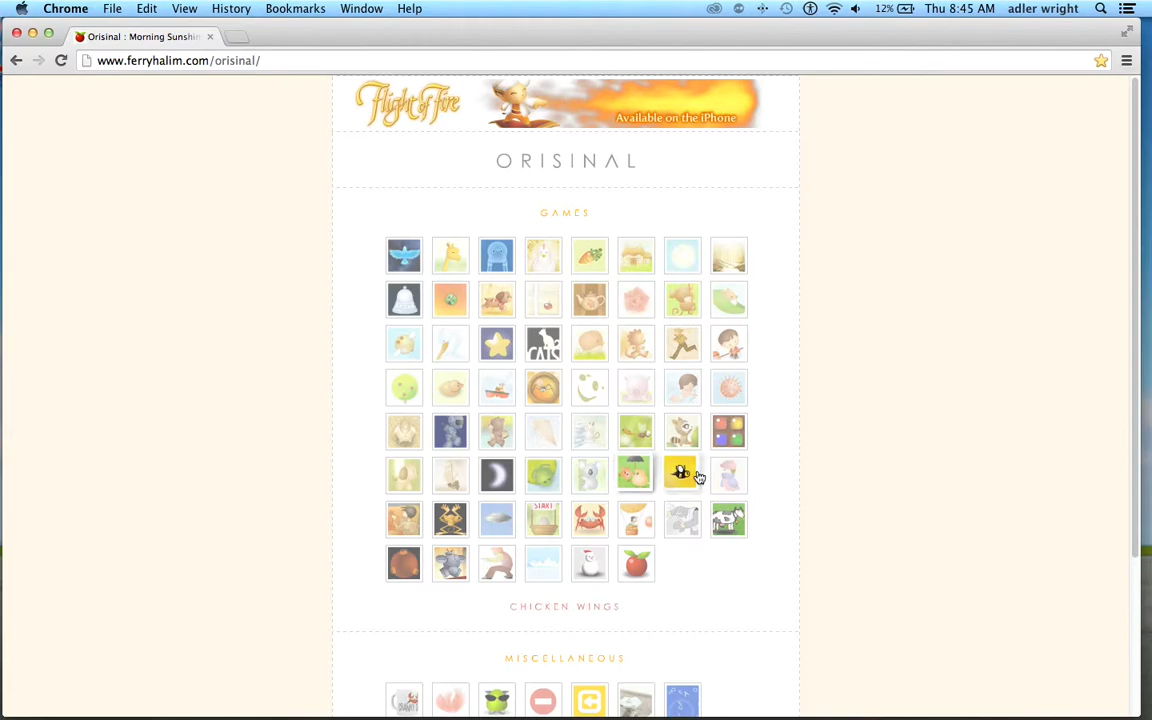 Chrome File Edit View History Bookmarks Window Help 12% Thu 8:45 AM adler wright
Orisinal : Morning Sunshin
www.ferryhalim.com/orisinal/
Flight of Fire
Available on the iPhone
ORISINAL
GAMES
CATS
START
CHICKEN WINGS
MISCELLANEOUS